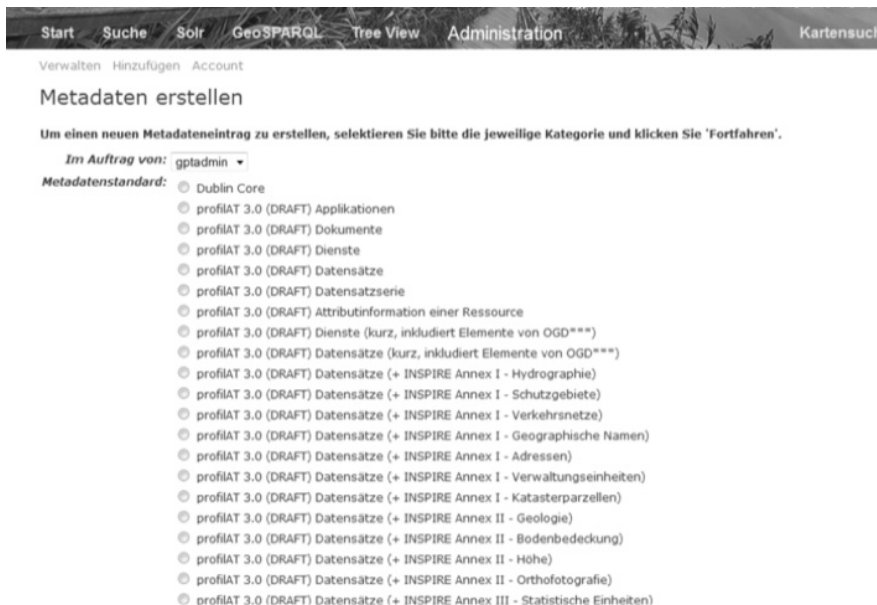 Start Suche Solr GeoSPARQL Tree View Administration
Verwalten Hinzufügen Account
Metadaten erstellen
Um einen neuen Metadateneintrag zu erstellen, selektieren Sie bitte die jeweilige Kategorie und klicken Sie 'Fortfahren'.
Im Auftrag von: gptadmin
Metadatenstandard: Dublin Core
profilAT 3.0 (DRAFT) Applikationen
profilAT 3.0 (DRAFT) Dokumente
profilAT 3.0 (DRAFT) Dienste
profilAT 3.0 (DRAFT) Datensätze
profilAT 3.0 (DRAFT) Datensatzserie
profilAT 3.0 (DRAFT) Attributinformation einer Ressource
profilAT 3.0 (DRAFT) Dienste (kurz, inkludiert Elemente von OGD***)
profilAT 3.0 (DRAFT) Datensätze (kurz, inkludiert Elemente von OGD***)
profilAT 3.0 (DRAFT) Datensätze (+ INSPIRE Annex I - Hydrographie)
profilAT 3.0 (DRAFT) Datensätze (+ INSPIRE Annex I - Schutzgebiete)
profilAT 3.0 (DRAFT) Datensätze (+ INSPIRE Annex I - Verkehrsnetze)
profilAT 3.0 (DRAFT) Datensätze (+ INSPIRE Annex I - Geographische Namen)
profilAT 3.0 (DRAFT) Datensätze (+ INSPIRE Annex I - Adressen)
profilAT 3.0 (DRAFT) Datensätze (+ INSPIRE Annex I - Verwaltungseinheiten)
profilAT 3.0 (DRAFT) Datensätze (+ INSPIRE Annex I - Katasterparzellen)
profilAT 3.0 (DRAFT) Datensätze (+ INSPIRE Annex II - Geologie)
profilAT 3.0 (DRAFT) Datensätze (+ INSPIRE Annex II - Bodenbedeckung)
profilAT 3.0 (DRAFT) Datensätze (+ INSPIRE Annex II - Höhe)
profilAT 3.0 (DRAFT) Datensätze (+ INSPIRE Annex II - Orthofotografie)
profilAT 3.0 (DRAFT) Datensätze (+ INSPIRE Annex III - Statistische Einheiten)